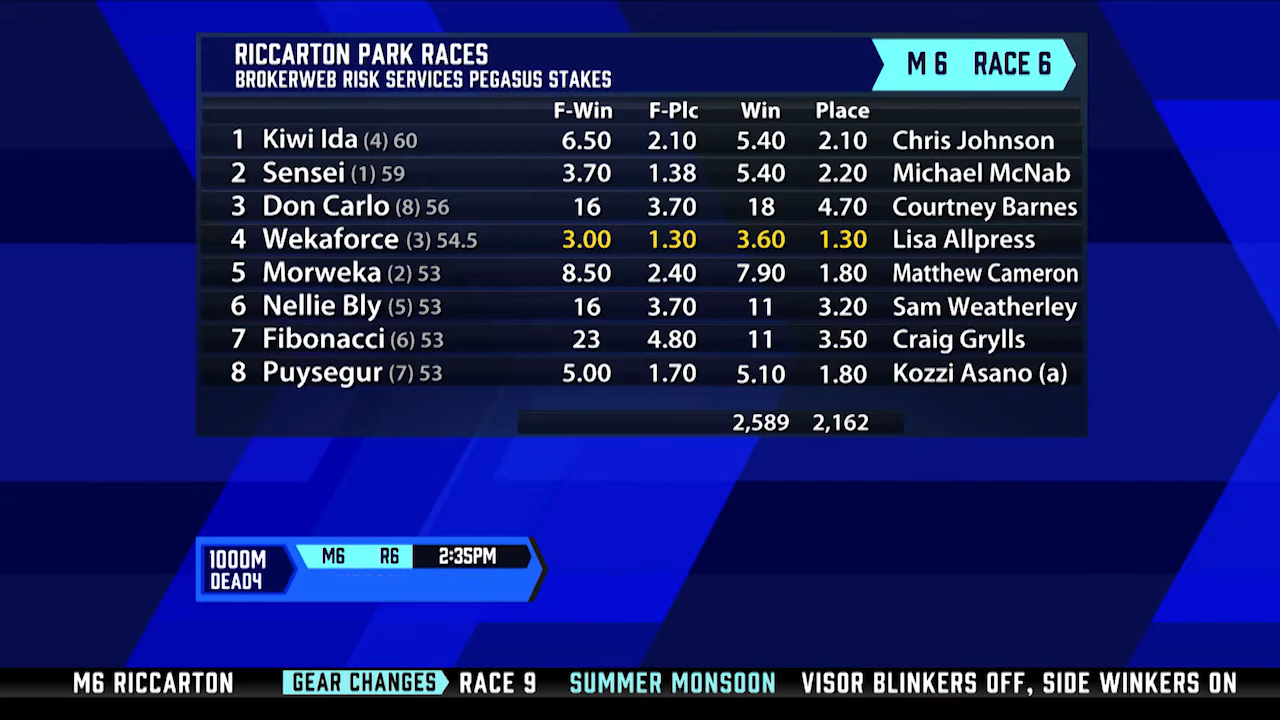 RICCARTON PARK RACES
BROKERWEB RISK SERVICES PEGASUS STAKES
M 6 RACE 6
F-Win F-Plc Win Place
1 Kiwi Ida (4) 60 6.50 2.10 5.40 2.10 Chris Johnson
2 Sensei (1) 59 3.70 1.38 5.40 2.20 Michael McNab
3 Don Carlo (8) 56 16 3.70 18 4.70 Courtney Barnes
4 Wekaforce (3) 54.5 3.00 1.30 3.60 1.30 Lisa Allpress
5 Morweka (2) 53 8.50 2.40 7.90 1.80 Matthew Cameron
6 Nellie Bly (5) 53 16 3.70 11 3.20 Sam Weatherley
7 Fibonacci (6) 53 23 4.80 11 3.50 Craig Grylls
8 Puysegur (7) 53 5.00 1.70 5.10 1.80 Kozzi Asano (a)
2,589 2,162
1000M
DEAD4
M6 R6 2:35PM
M6 RICCARTON GEAR CHANGES RACE 9 SUMMER MONSOON VISOR BLINKERS OFF, SIDE WINKERS ON